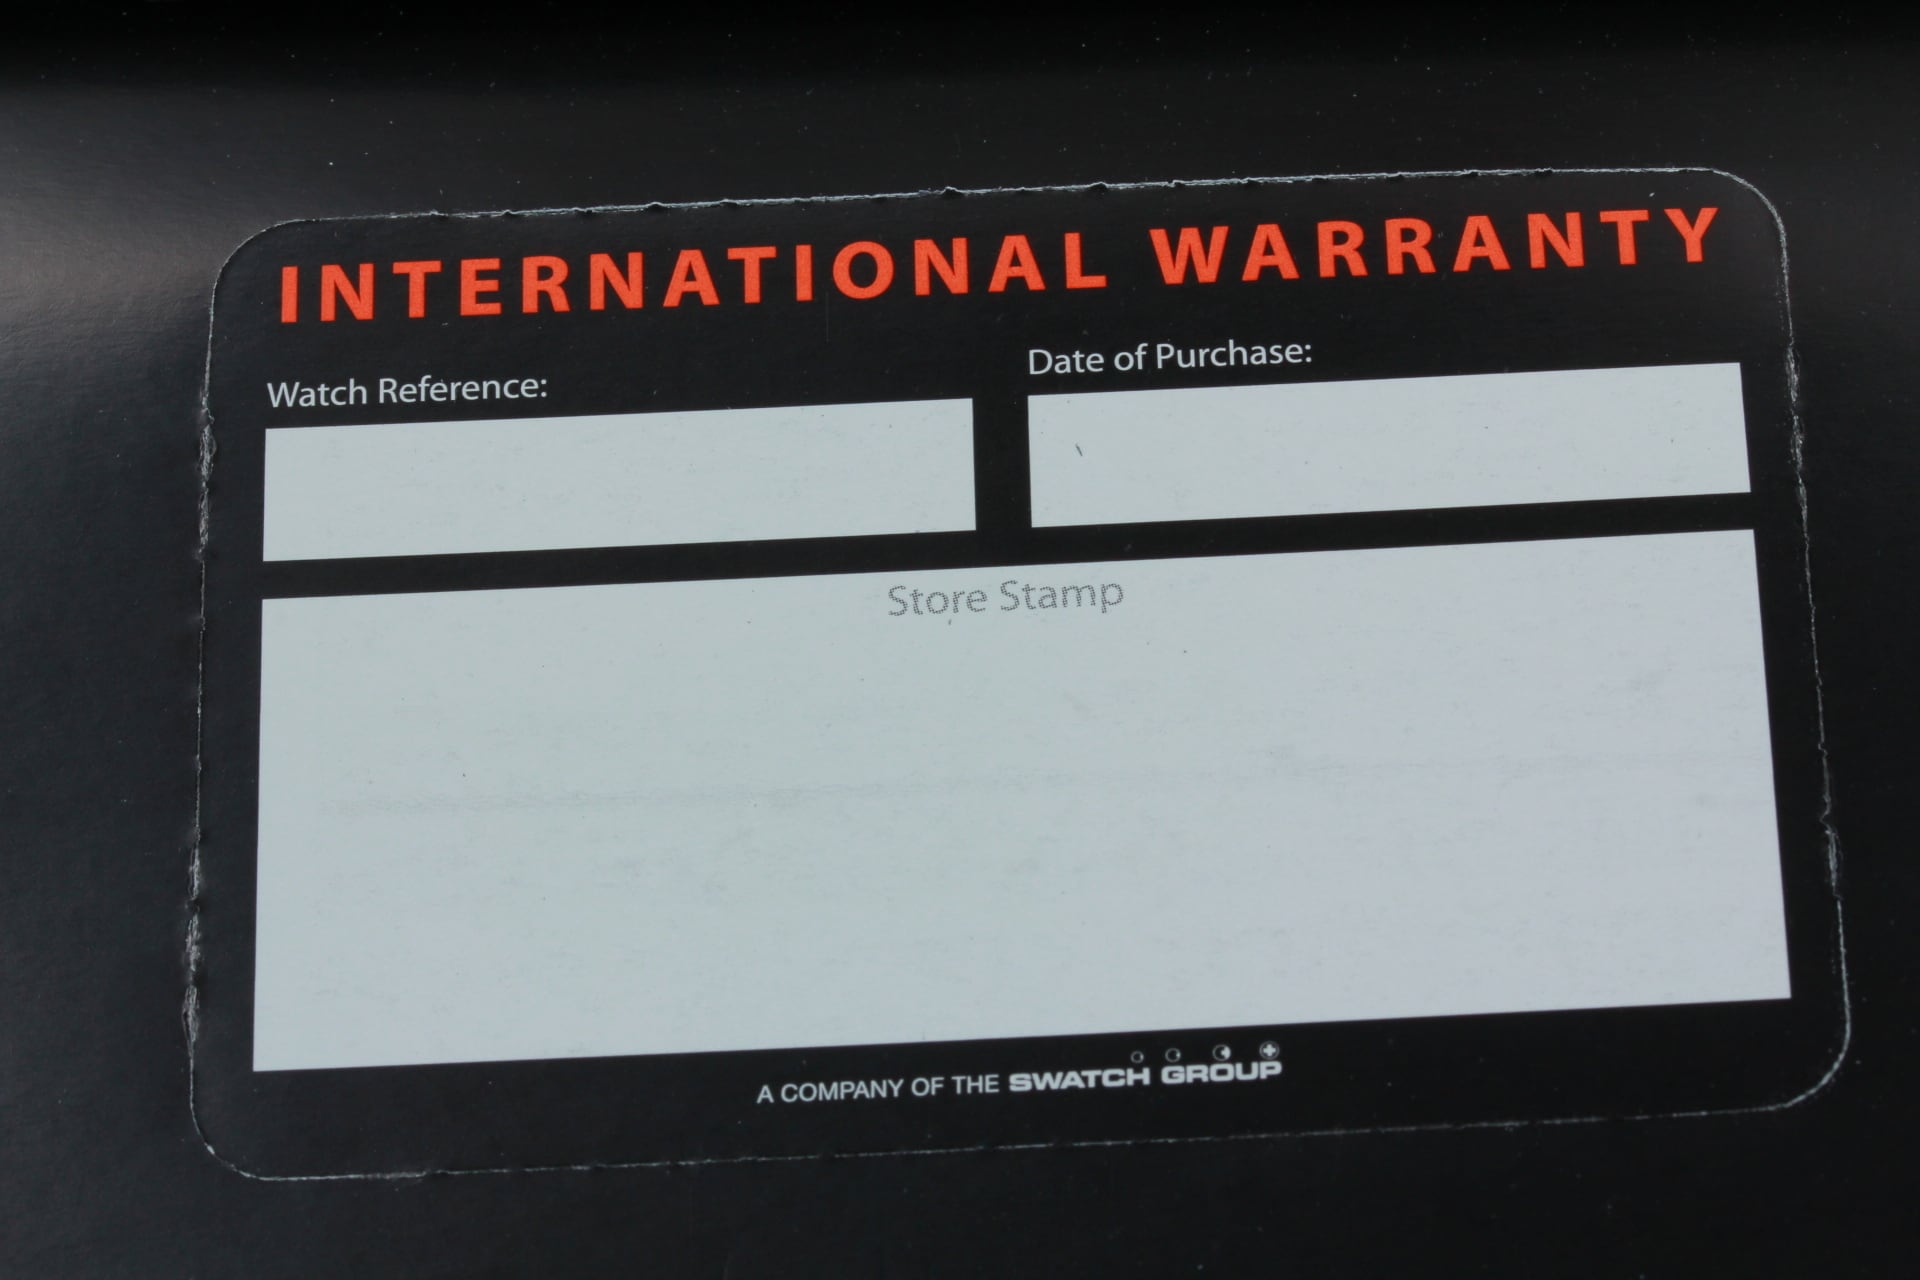 INTERNATIONAL WARRANTY
Watch Reference:
Date of Purchase:
Store Stamp
A COMPANY OF THE SWATCH GROUP